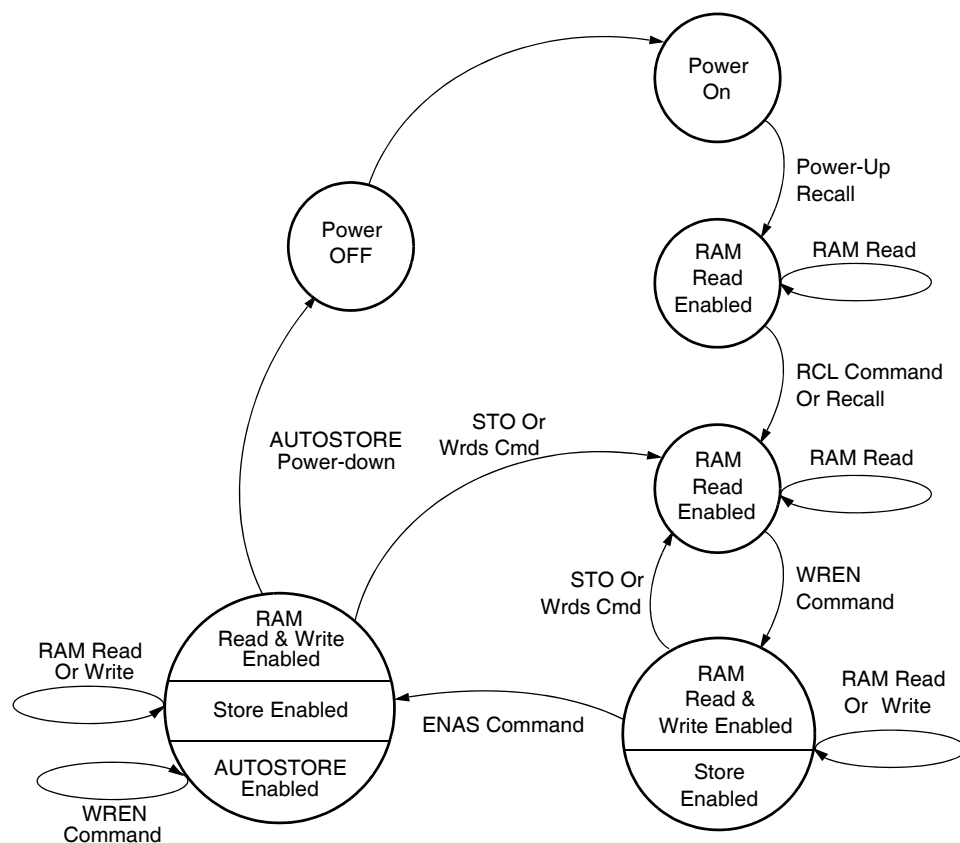 Power
On
Power-Up
Recall
Power
OFF
RAM
Read
Enabled
RAM Read
RCL Command
Or Recall
AUTOSTORE
Power-down
STO Or
Wrds Cmd
RAM
Read
Enabled
RAM Read
STO Or
Wrds Cmd
WREN
Command
RAM
Read & Write
Enabled
Store Enabled
AUTOSTORE
Enabled
RAM Read
Or Write
WREN
Command
ENAS Command
RAM
Read &
Write Enabled
Store
Enabled
RAM Read
Or Write